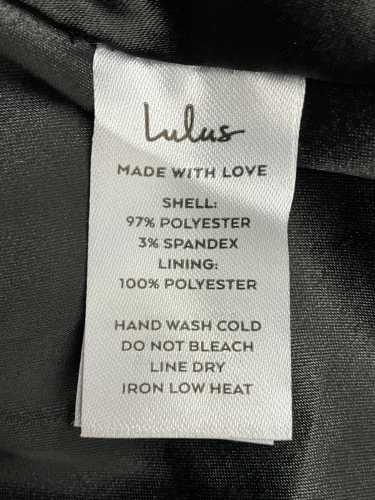 Lulus
MADE WITH LOVE
SHELL:
97% POLYESTER
3% SPANDEX
LINING:
100% POLYESTER
HAND WASH COLD
DO NOT BLEACH
LINE DRY
IRON LOW HEAT